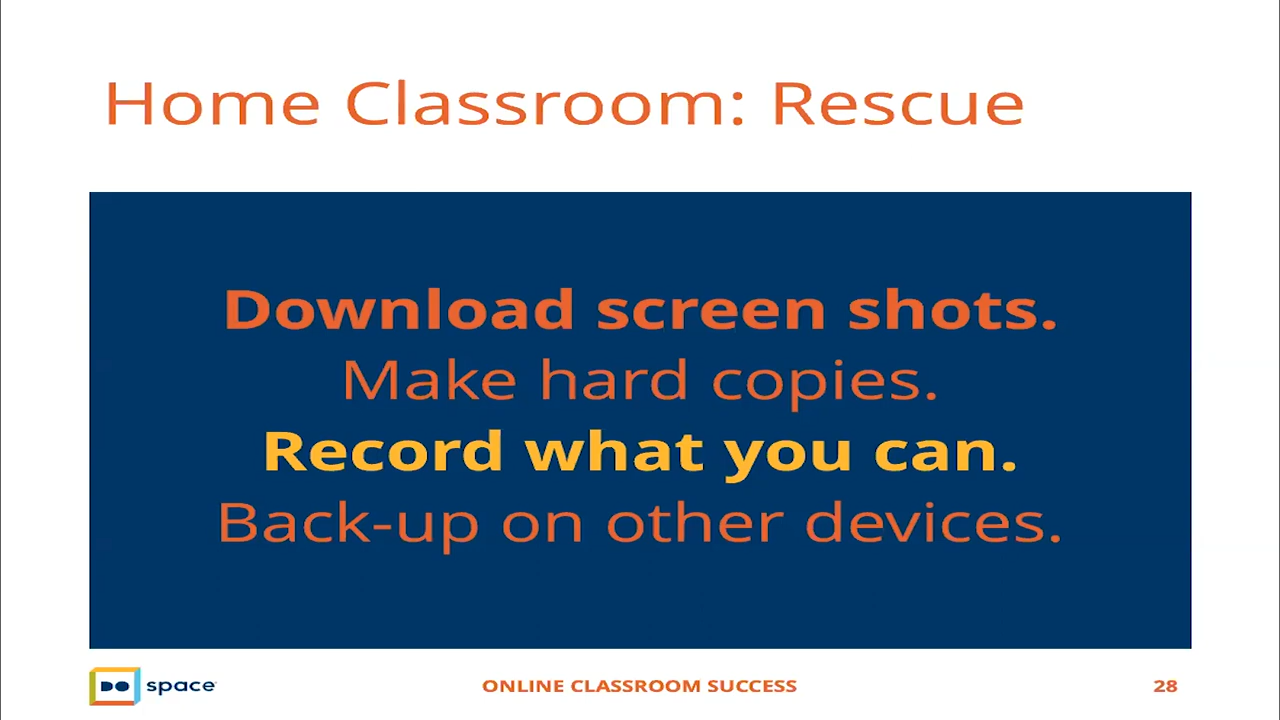 Home Classroom: Rescue
Download screen shots.
Make hard copies.
Record what you can.
Back-up on other devices.
DO space
ONLINE CLASSROOM SUCCESS
28